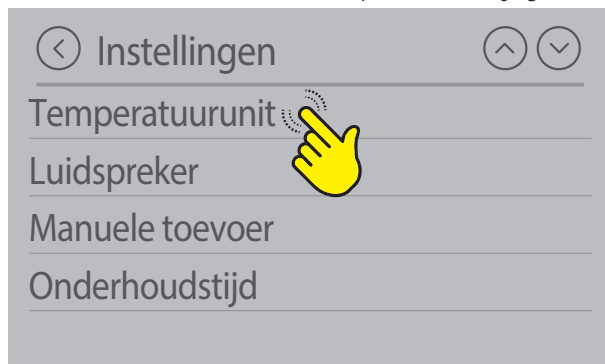 Instellingen
Temperatuurunit
Luidspreker
Manuele toevoer
Onderhoudstijd